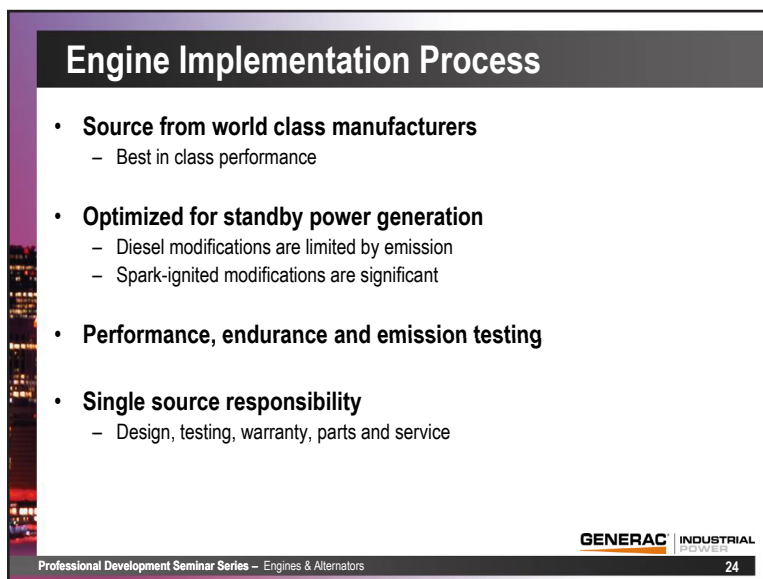 Engine Implementation Process
• Source from world class manufacturers
– Best in class performance
• Optimized for standby power generation
– Diesel modifications are limited by emission
– Spark-ignited modifications are significant
• Performance, endurance and emission testing
• Single source responsibility
– Design, testing, warranty, parts and service
GENERAC | INDUSTRIAL
POWER
Professional Development Seminar Series – Engines & Alternators
24